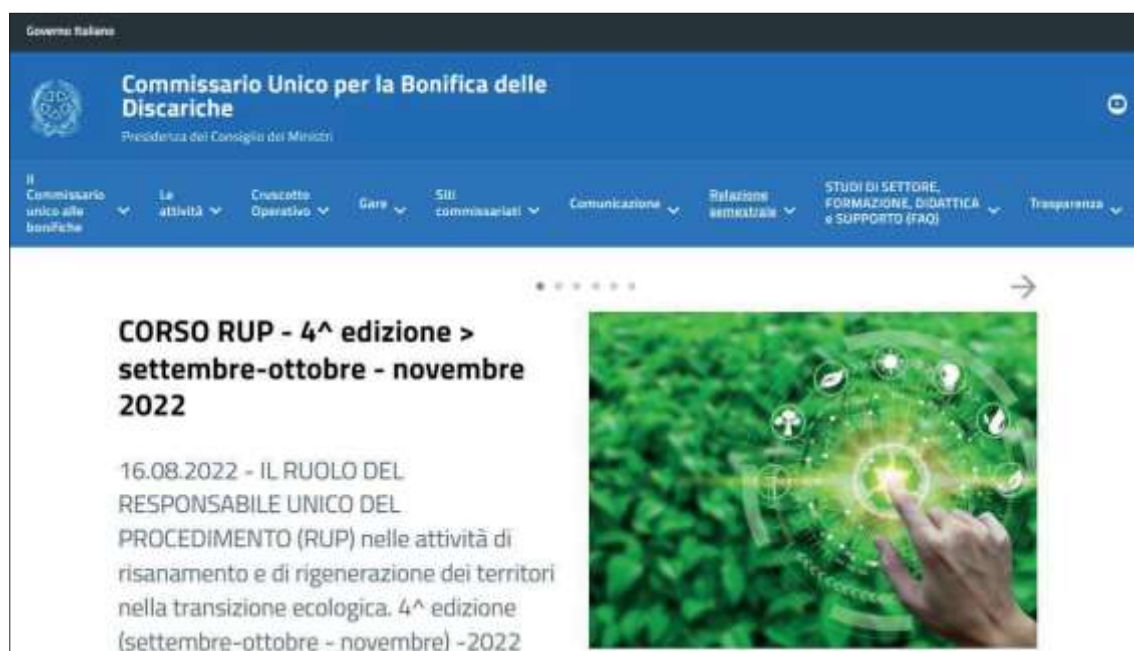 Governo Italiano
Commissario Unico per la Bonifica delle
Discariche
Presidenza del Consiglio dei Ministri
Il
Commissario
unico alle
bonifiche
Le
attività
Cruscotto
Operativo
Gare
Siti
commissariati
Comunicazione
Relazione
semestrale
STUDI DI SETTORE,
FORMAZIONE, DIDATTICA
e SUPPORTO (FAQ)
Trasparenza
CORSO RUP - 4^ edizione >
settembre-ottobre - novembre
2022
16.08.2022 - IL RUOLO DEL
RESPONSABILE UNICO DEL
PROCEDIMENTO (RUP) nelle attività di
risanamento e di rigenerazione dei territori
nella transizione ecologica. 4^ edizione
(settembre-ottobre - novembre) -2022